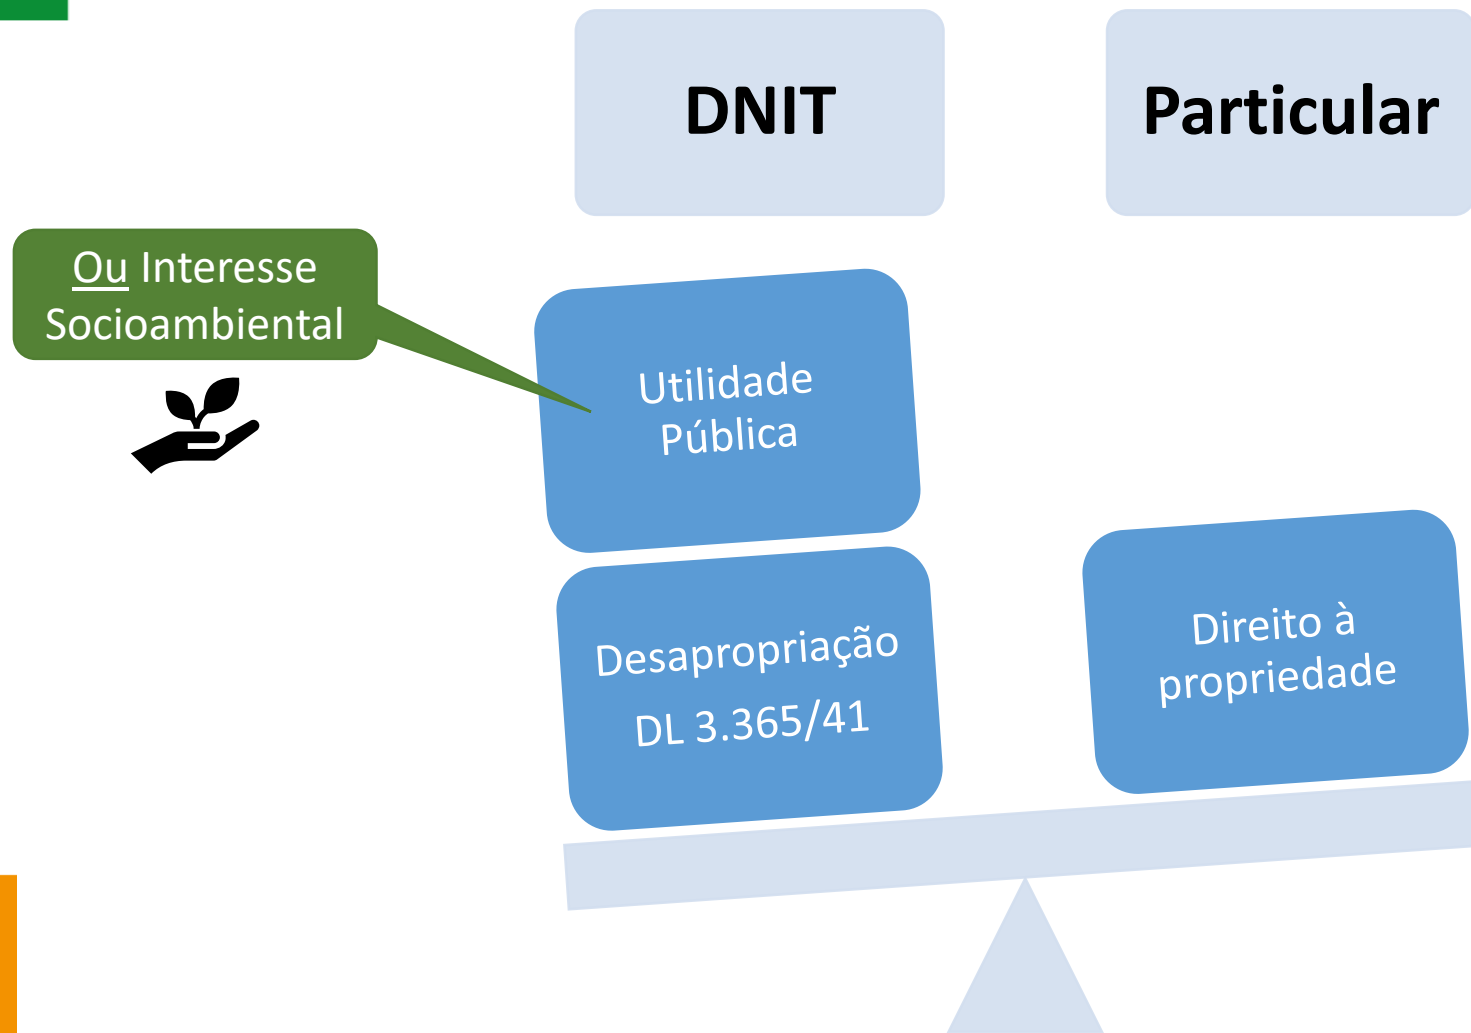 DNIT
Particular
Ou Interesse
Socioambiental
Utilidade
Pública
Desapropriação
DL 3.365/41
Direito à
propriedade